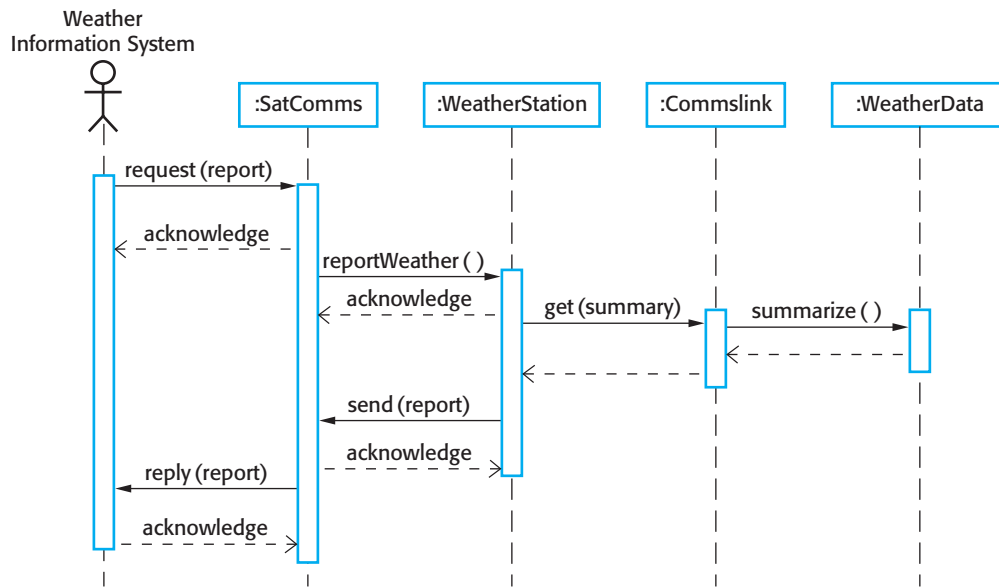 Weather
Information System
:SatComms
:WeatherStation
:Commslink
:WeatherData
request (report)
acknowledge
reportWeather ( )
acknowledge
get (summary)
summarize ( )
send (report)
acknowledge
reply (report)
acknowledge